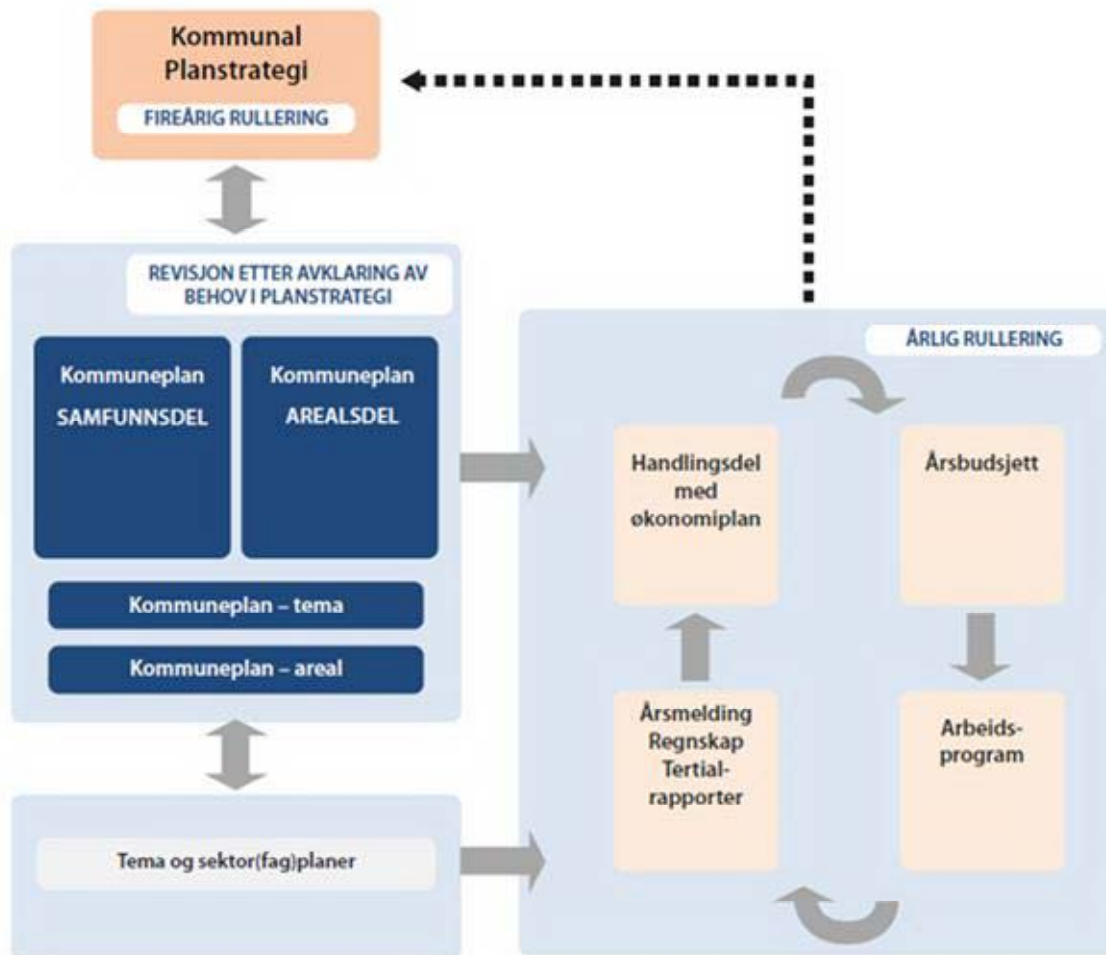 Kommunal
Planstrategi
FIREÅRIG RULLERING
REVISJON ETTER AVKLARING AV
BEHOV I PLANSTRATEGI
Kommuneplan
SAMFUNNSDEL
Kommuneplan
AREALSDEL
Kommuneplan – tema
Kommuneplan – areal
Tema og sektor(fag)planer
ÅRLIG RULLERING
Handlingsdel
med
økonomiplan
Årsbudsjett
Årsmelding
Regnskap
Tertial-
rapporter
Arbeids-
program